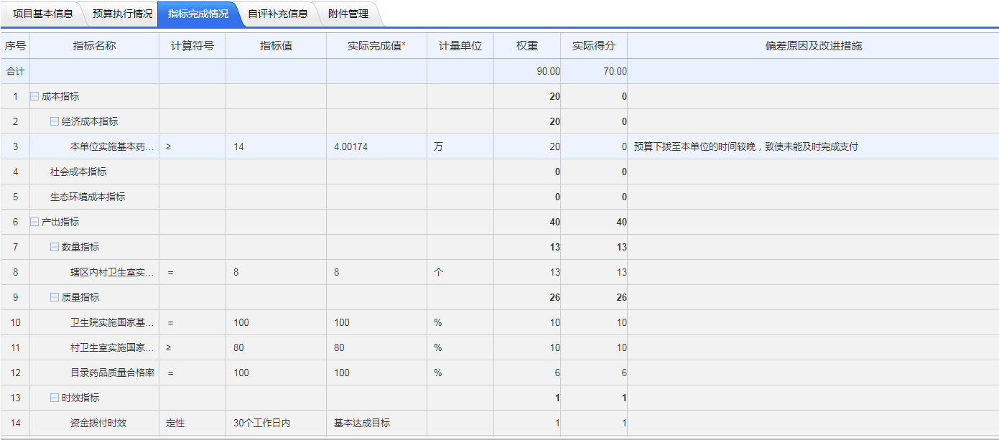 项目基本信息 预算执行情况 指标完成情况 自评补充信息 附件管理
序号 指标名称 计算符号 指标值 实际完成值* 计量单位 权重 实际得分 偏差原因及改进措施
合计 90.00 70.00
1 成本指标 20 0
2 经济成本指标 20 0
3 本单位实施基本药... ≥ 14 4.00174 万 20 0 预算下拨至本单位的时间较晚，致使未能及时完成支付
4 社会成本指标 0 0
5 生态环境成本指标 0 0
6 产出指标 40 40
7 数量指标 13 13
8 辖区内村卫生室实... = 8 8 个 13 13
9 质量指标 26 26
10 卫生院实施国家基... = 100 100 % 10 10
11 村卫生室实施国家... ≥ 80 80 % 10 10
12 目录药品质量合格率 = 100 100 % 6 6
13 时效指标 1 1
14 资金拨付时效 定性 30个工作日内 基本达成目标 1 1